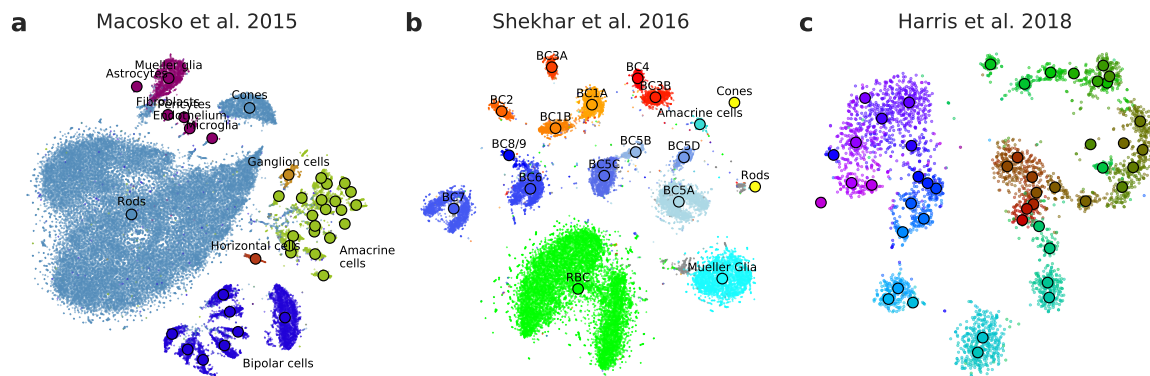 a Macosko et al. 2015
Mueller glia
Astrocytes
Fibroblasts
Pericytes
Endothelium
Microglia
Cones
Ganglion cells
Rods
Horizontal cells
Amacrine
cells
Bipolar cells
b Shekhar et al. 2016
BC3A
BC4
BC3B
BC2
BC1A
Cones
BC1B
Amacrine cells
BC8/9
BC5B
BC5D
BC6
BC5C
Rods
BC7
BC5A
RBC
Mueller Glia
c Harris et al. 2018